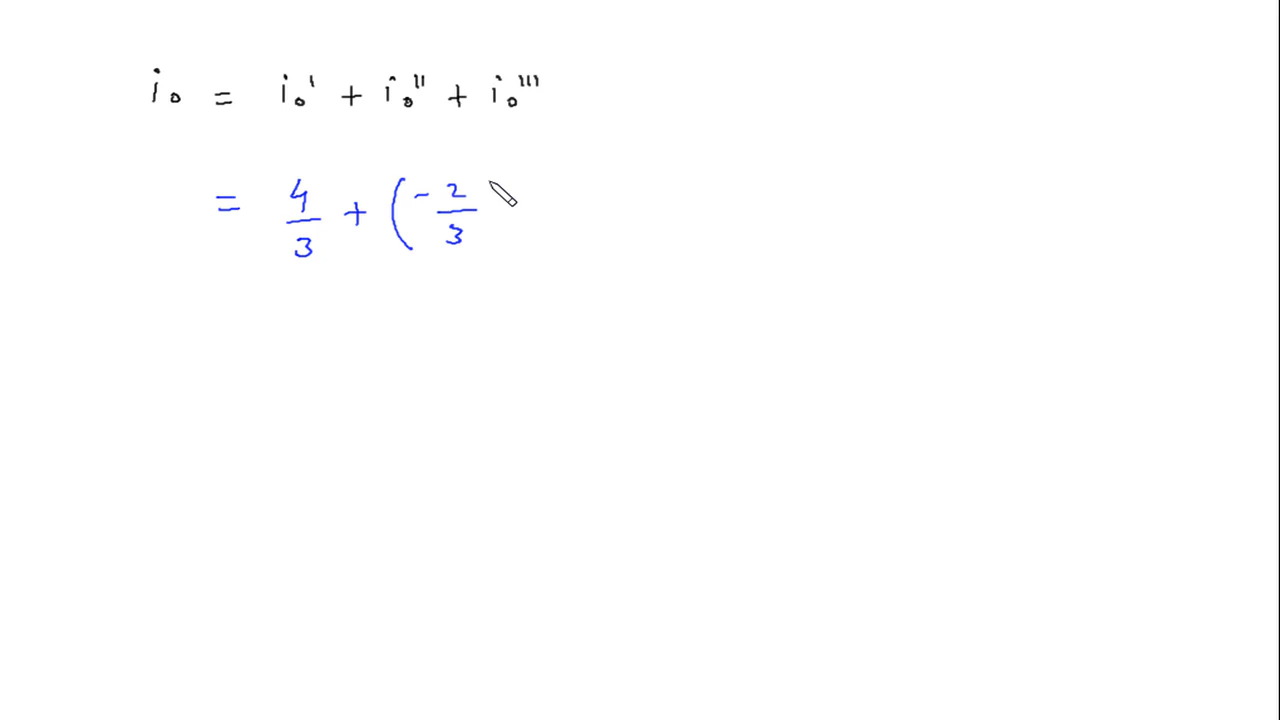 i₀ = i₀' + i₀'' + i₀'''
= 4/3 + (-2/3